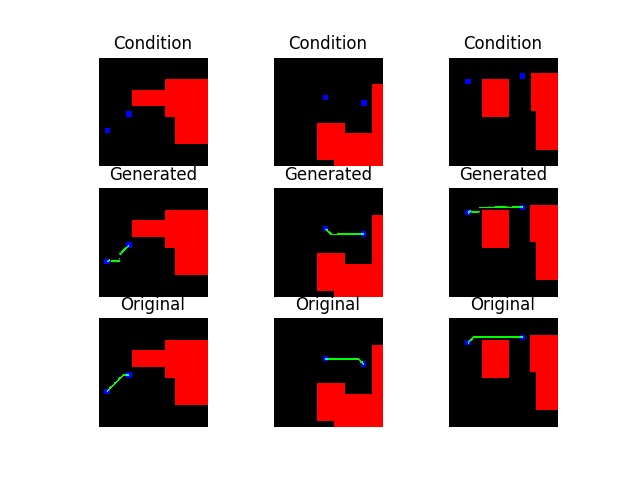 Condition Condition Condition
Generated Generated Generated
Original Original Original